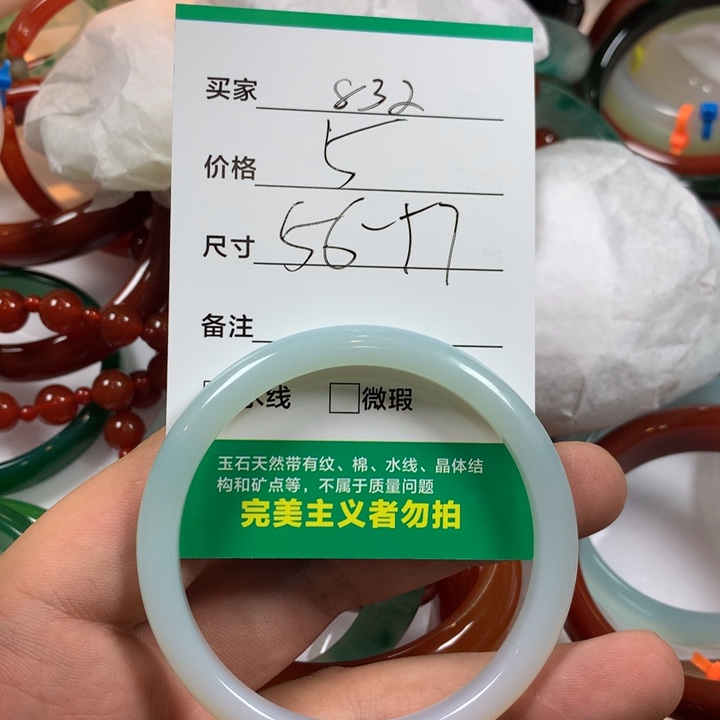 买家 832
价格 5
尺寸 56-
备注
水线 微瑕
玉石天然带有纹、棉、水线、晶体结
构和矿点等，不属于质量问题
完美主义者勿拍